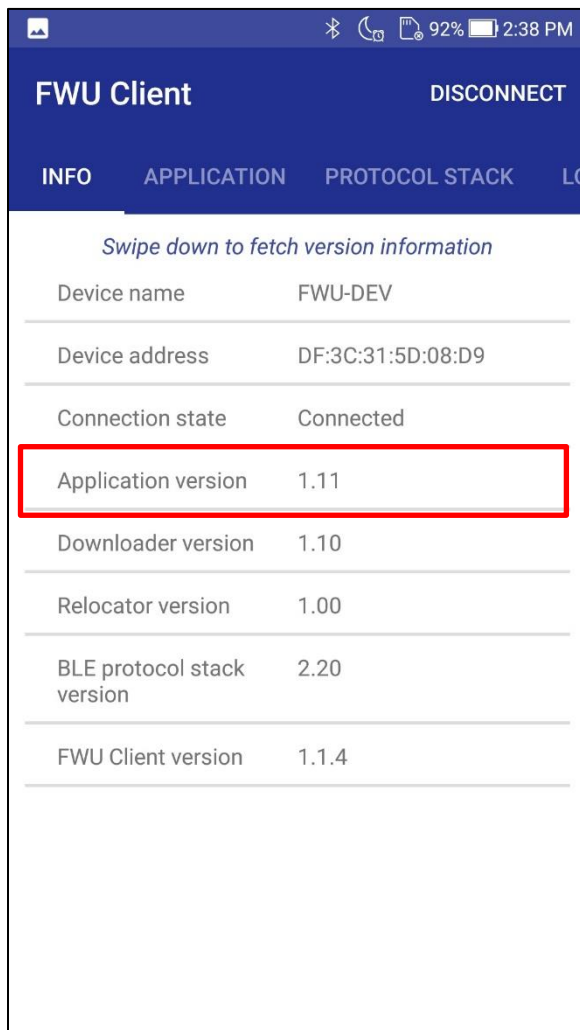 92% 2:38 PM
FWU Client DISCONNECT
INFO APPLICATION PROTOCOL STACK LO
Swipe down to fetch version information
Device name FWU-DEV
Device address DF:3C:31:5D:08:D9
Connection state Connected
Application version 1.11
Downloader version 1.10
Relocator version 1.00
BLE protocol stack 2.20
version
FWU Client version 1.1.4